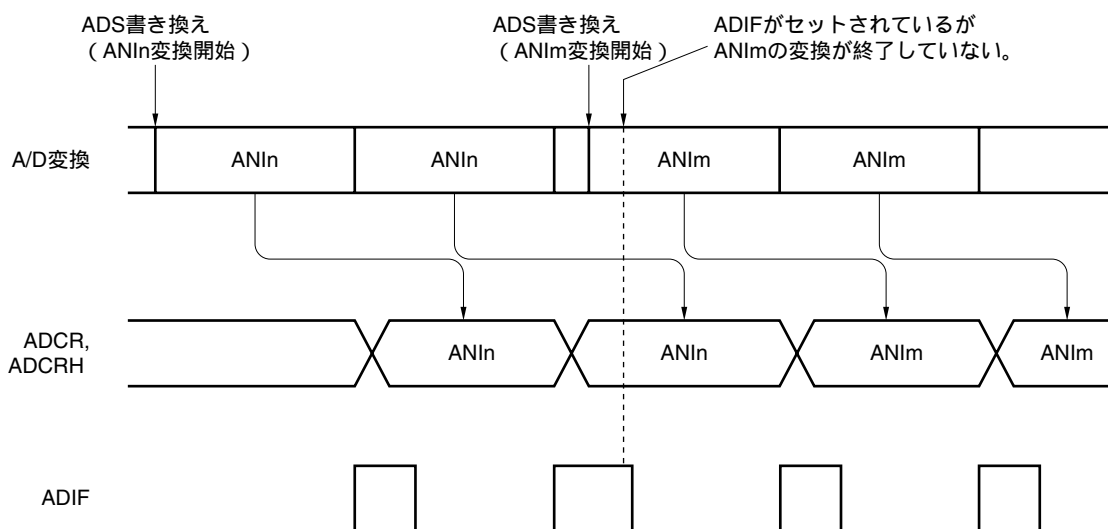 ADS書き換え
（ANIn変換開始）
ADS書き換え
（ANIm変換開始）
ADIFがセットされているが
ANImの変換が終了していない。
A/D変換
ANIn
ANIn
ANIm
ANIm
ADCR,
ADCRH
ANIn
ANIn
ANIm
ANIm
ADIF